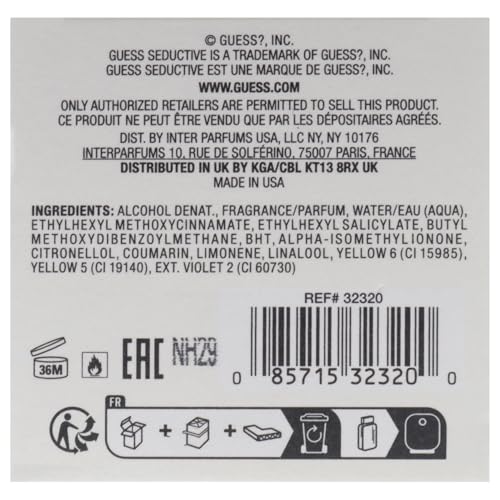 © GUESS?, INC.
GUESS SEDUCTIVE IS A TRADEMARK OF GUESS?, INC.
GUESS SEDUCTIVE EST UNE MARQUE DE GUESS?, INC.
WWW.GUESS.COM
ONLY AUTHORIZED RETAILERS ARE PERMITTED TO SELL THIS PRODUCT.
CE PRODUIT NE PEUT ÊTRE VENDU QUE PAR LES DÉPOSITAIRES AGRÉÉS.
DIST. BY INTER PARFUMS USA, LLC NY, NY, 10176
INTERPARFUMS 10, RUE DE SOLFÉRINO, 75007 PARIS, FRANCE
DISTRIBUTED IN UK BY KGA/CBL KT13 8RX UK
MADE IN USA
INGREDIENTS: ALCOHOL DENAT., FRAGRANCE/PARFUM, WATER/EAU (AQUA),
ETHYLHEXYL METHOXYCINNAMATE, ETHYLHEXYL SALICYLATE, BUTYL
METHOXYDIBENZOYLMETHANE, BHT, ALPHA-ISOMETHYL IONONE,
CITRONELLOL, COUMARIN, LIMONENE, LINALOOL, YELLOW 6 (CI 15985),
YELLOW 5 (CI 19140), EXT. VIOLET 2 (CI 60730)
REF# 32320
36M
EAC
NH29
0 85715 32320 0
FR